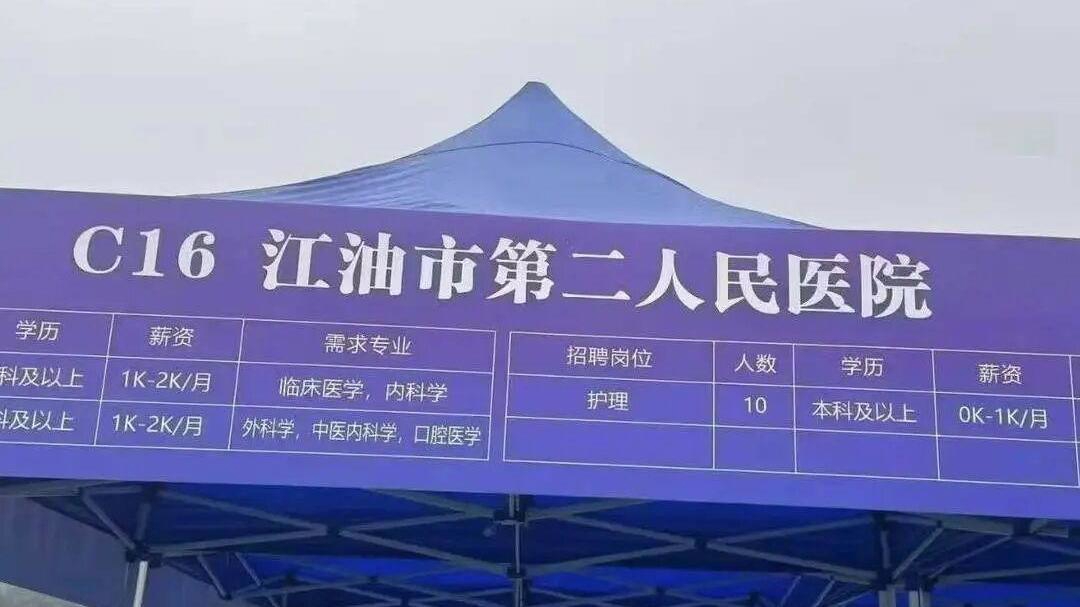 C16 江油市第二人民医院
学历 薪资 需求专业
科及以上 1K-2K/月 临床医学，内科学
科及以上 1K-2K/月 外科学，中医内科学，口腔医学
招聘岗位 人数 学历 薪资
护理 10 本科及以上 0K-1K/月